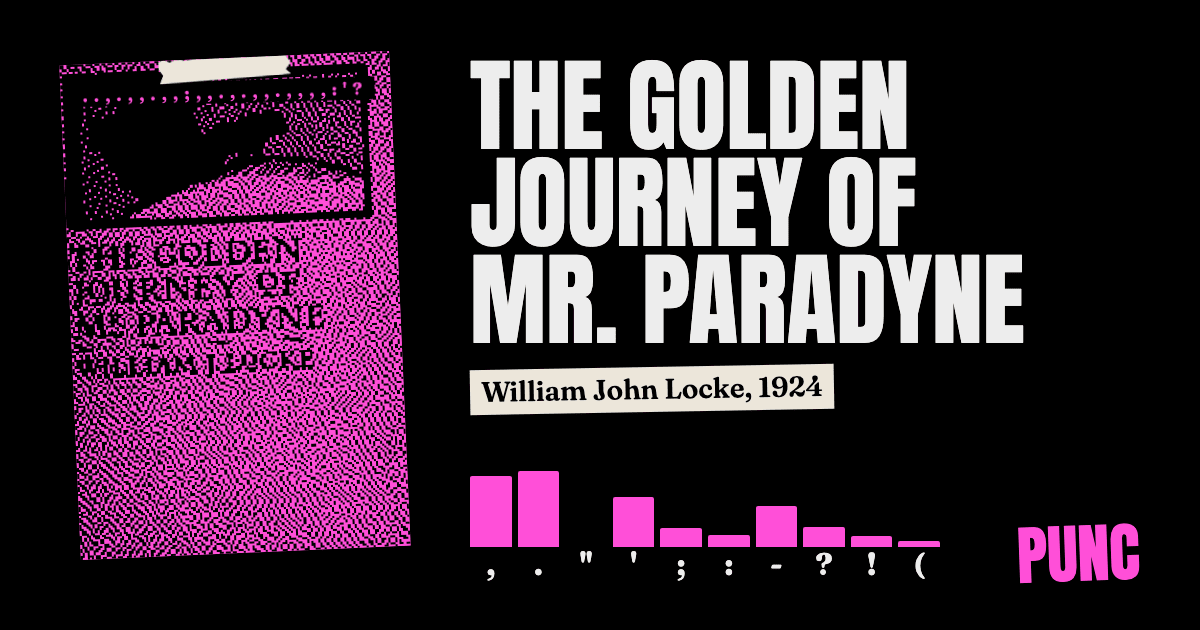 THE GOLDEN
JOURNEY OF
MR. PARADYNE
WILLIAM J LOCKE
THE GOLDEN
JOURNEY OF
MR. PARADYNE
William John Locke, 1924
, . " ' ; : - ? ! (
PUNC